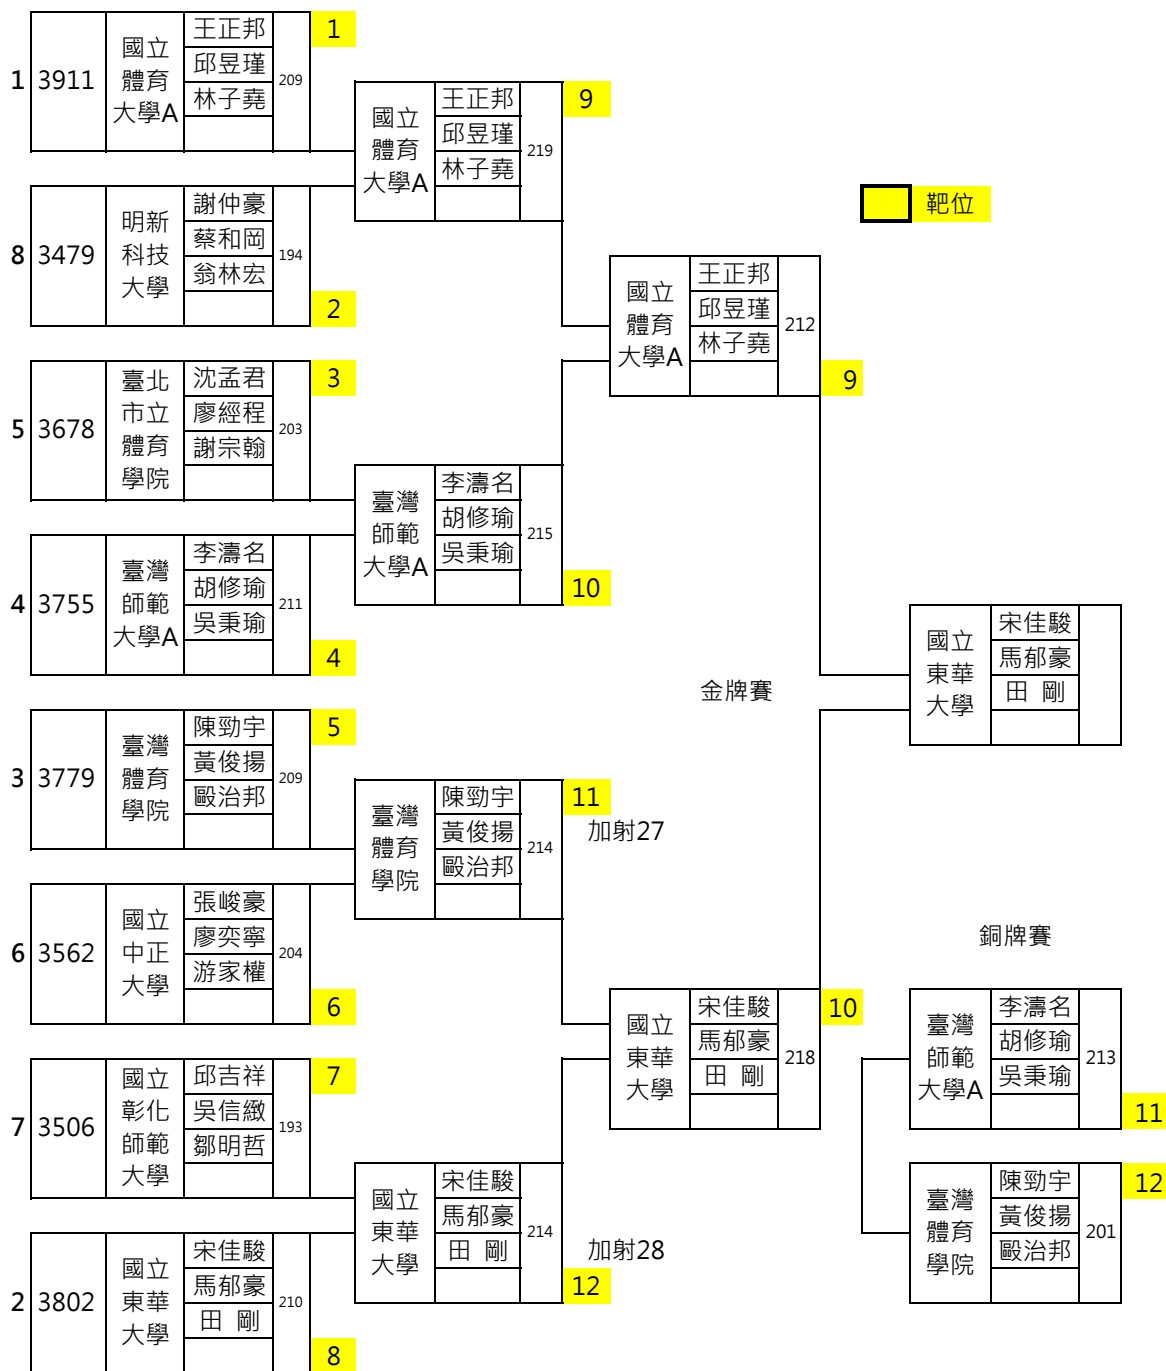 1 3911 國立體育大學A 王正邦 邱昱瑾 林子堯 209 1
8 3479 明新科技大學 謝仲豪 蔡和岡 翁林宏 194 2
5 3678 臺北市立體育學院 沈孟君 廖經程 謝宗翰 203 3
4 3755 臺灣師範大學A 李濤名 胡修瑜 吳秉瑜 211 4
3 3779 臺灣體育學院 陳勁宇 黃俊揚 毆治邦 209 5
6 3562 國立中正大學 張峻豪 廖奕寧 游家權 204 6
7 3506 國立彰化師範大學 邱吉祥 吳信緻 鄒明哲 193 7
2 3802 國立東華大學 宋佳駿 馬郁豪 田 剛 210 8
國立體育大學A 王正邦 邱昱瑾 林子堯 219 9
臺灣師範大學A 李濤名 胡修瑜 吳秉瑜 215 10
臺灣體育學院 陳勁宇 黃俊揚 毆治邦 214 11
加射27
國立東華大學 宋佳駿 馬郁豪 田 剛 214 12
加射28
靶位
國立體育大學A 王正邦 邱昱瑾 林子堯 212 9
國立東華大學 宋佳駿 馬郁豪 田 剛 218 10
金牌賽
國立東華大學 宋佳駿 馬郁豪 田 剛
銅牌賽
臺灣師範大學A 李濤名 胡修瑜 吳秉瑜 213 11
臺灣體育學院 陳勁宇 黃俊揚 毆治邦 201 12